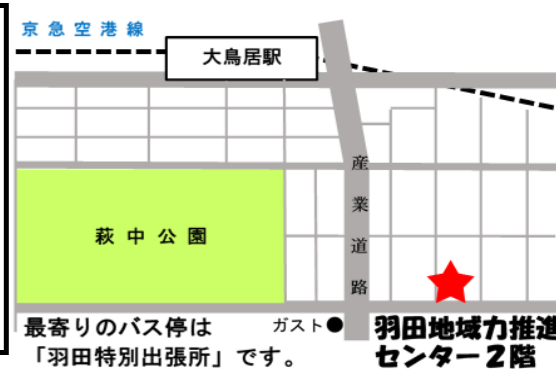 京急空港線
大鳥居駅
産業道路
萩中公園
ガスト
最寄りのバス停は
「羽田特別出張所」です。
羽田地域力推進
センター2階